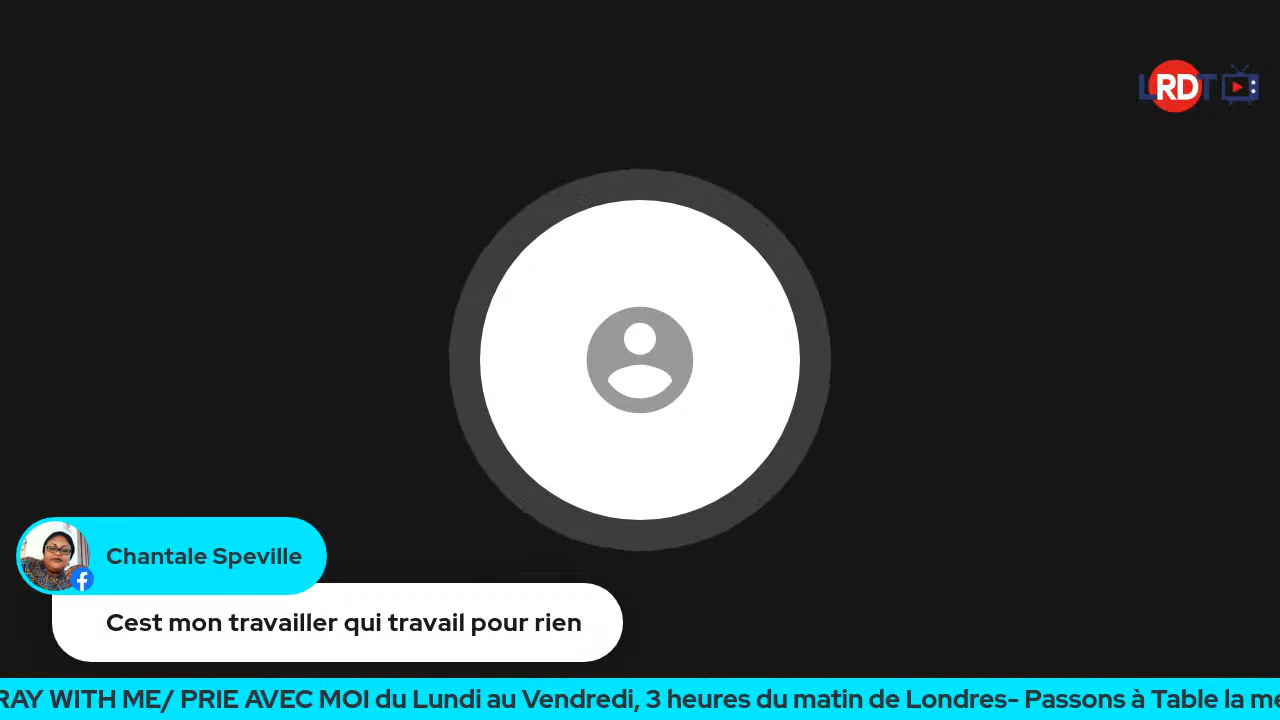 LRDT
Chantale Speville
Cest mon travailler qui travail pour rien
RAY WITH ME/ PRIE AVEC MOI du Lundi au Vendredi, 3 heures du matin de Londres- Passons à Table la me